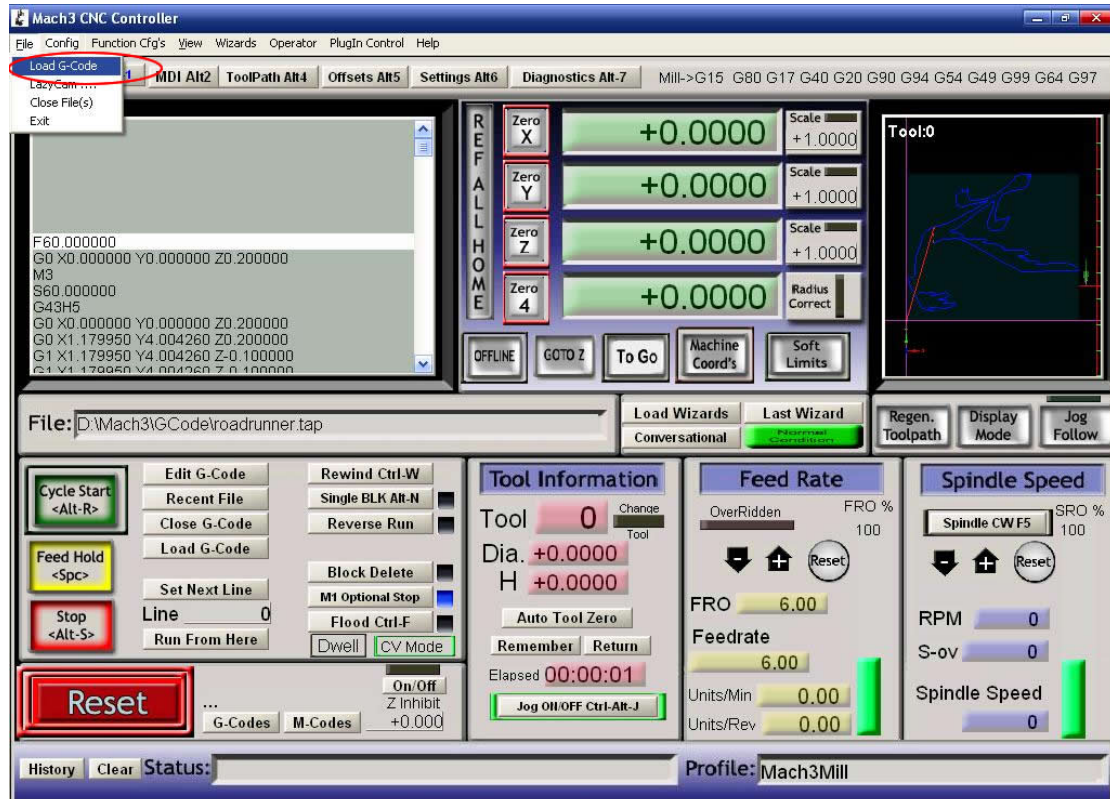 Mach3 CNC Controller
File Config Function Cfg's View Wizards Operator PlugIn Control Help
Load G-Code
LazyCam ....
Close File(s)
Exit
1 MDI Alt2 ToolPath Alt4 Offsets Alt5 Settings Alt6 Diagnostics Alt-7 Mill->G15 G80 G17 G40 G20 G90 G94 G54 G49 G99 G64 G97
F60.000000
G0 X0.000000 Y0.000000 Z0.200000
M3
S60.000000
G43H5
G0 X0.000000 Y0.000000 Z0.200000
G0 X1.179950 Y4.004260 Z0.200000
G1 X1.179950 Y4.004260 Z-0.100000
G1 X1.179950 Y4.004260 Z-0.100000
REF ALL HOME
Zero X +0.0000 Scale +1.0000
Zero Y +0.0000 Scale +1.0000
Zero Z +0.0000 Scale +1.0000
Zero 4 +0.0000 Radius Correct
OFFLINE GOTO Z To Go Machine Coord's Soft Limits
Tool:0
File: D:\Mach3\GCode\roadrunner.tap
Load Wizards Last Wizard
Conversational Normal Condition
Regen. Toolpath Display Mode Jog Follow
Cycle Start <Alt-R>
Feed Hold <Spc>
Stop <Alt-S>
Edit G-Code
Recent File
Close G-Code
Load G-Code
Set Next Line
Line 0
Run From Here
Rewind Ctrl-W
Single BLK Alt-N
Reverse Run
Block Delete
M1 Optional Stop
Flood Ctrl-F
Dwell CV Mode
Reset
...
G-Codes M-Codes
On/Off
Z Inhibit
+0.000
Tool Information
Tool 0 Change Tool
Dia. +0.0000
H +0.0000
Auto Tool Zero
Remember Return
Elapsed 00:00:01
Jog ON/OFF Ctrl-Alt-J
Feed Rate
OverRidden FRO %
100
Reset
FRO 6.00
Feedrate
6.00
Units/Min 0.00
Units/Rev 0.00
Spindle Speed
Spindle CW F5 SRO %
100
Reset
RPM 0
S-ov 0
Spindle Speed
0
History Clear Status:
Profile: Mach3Mill